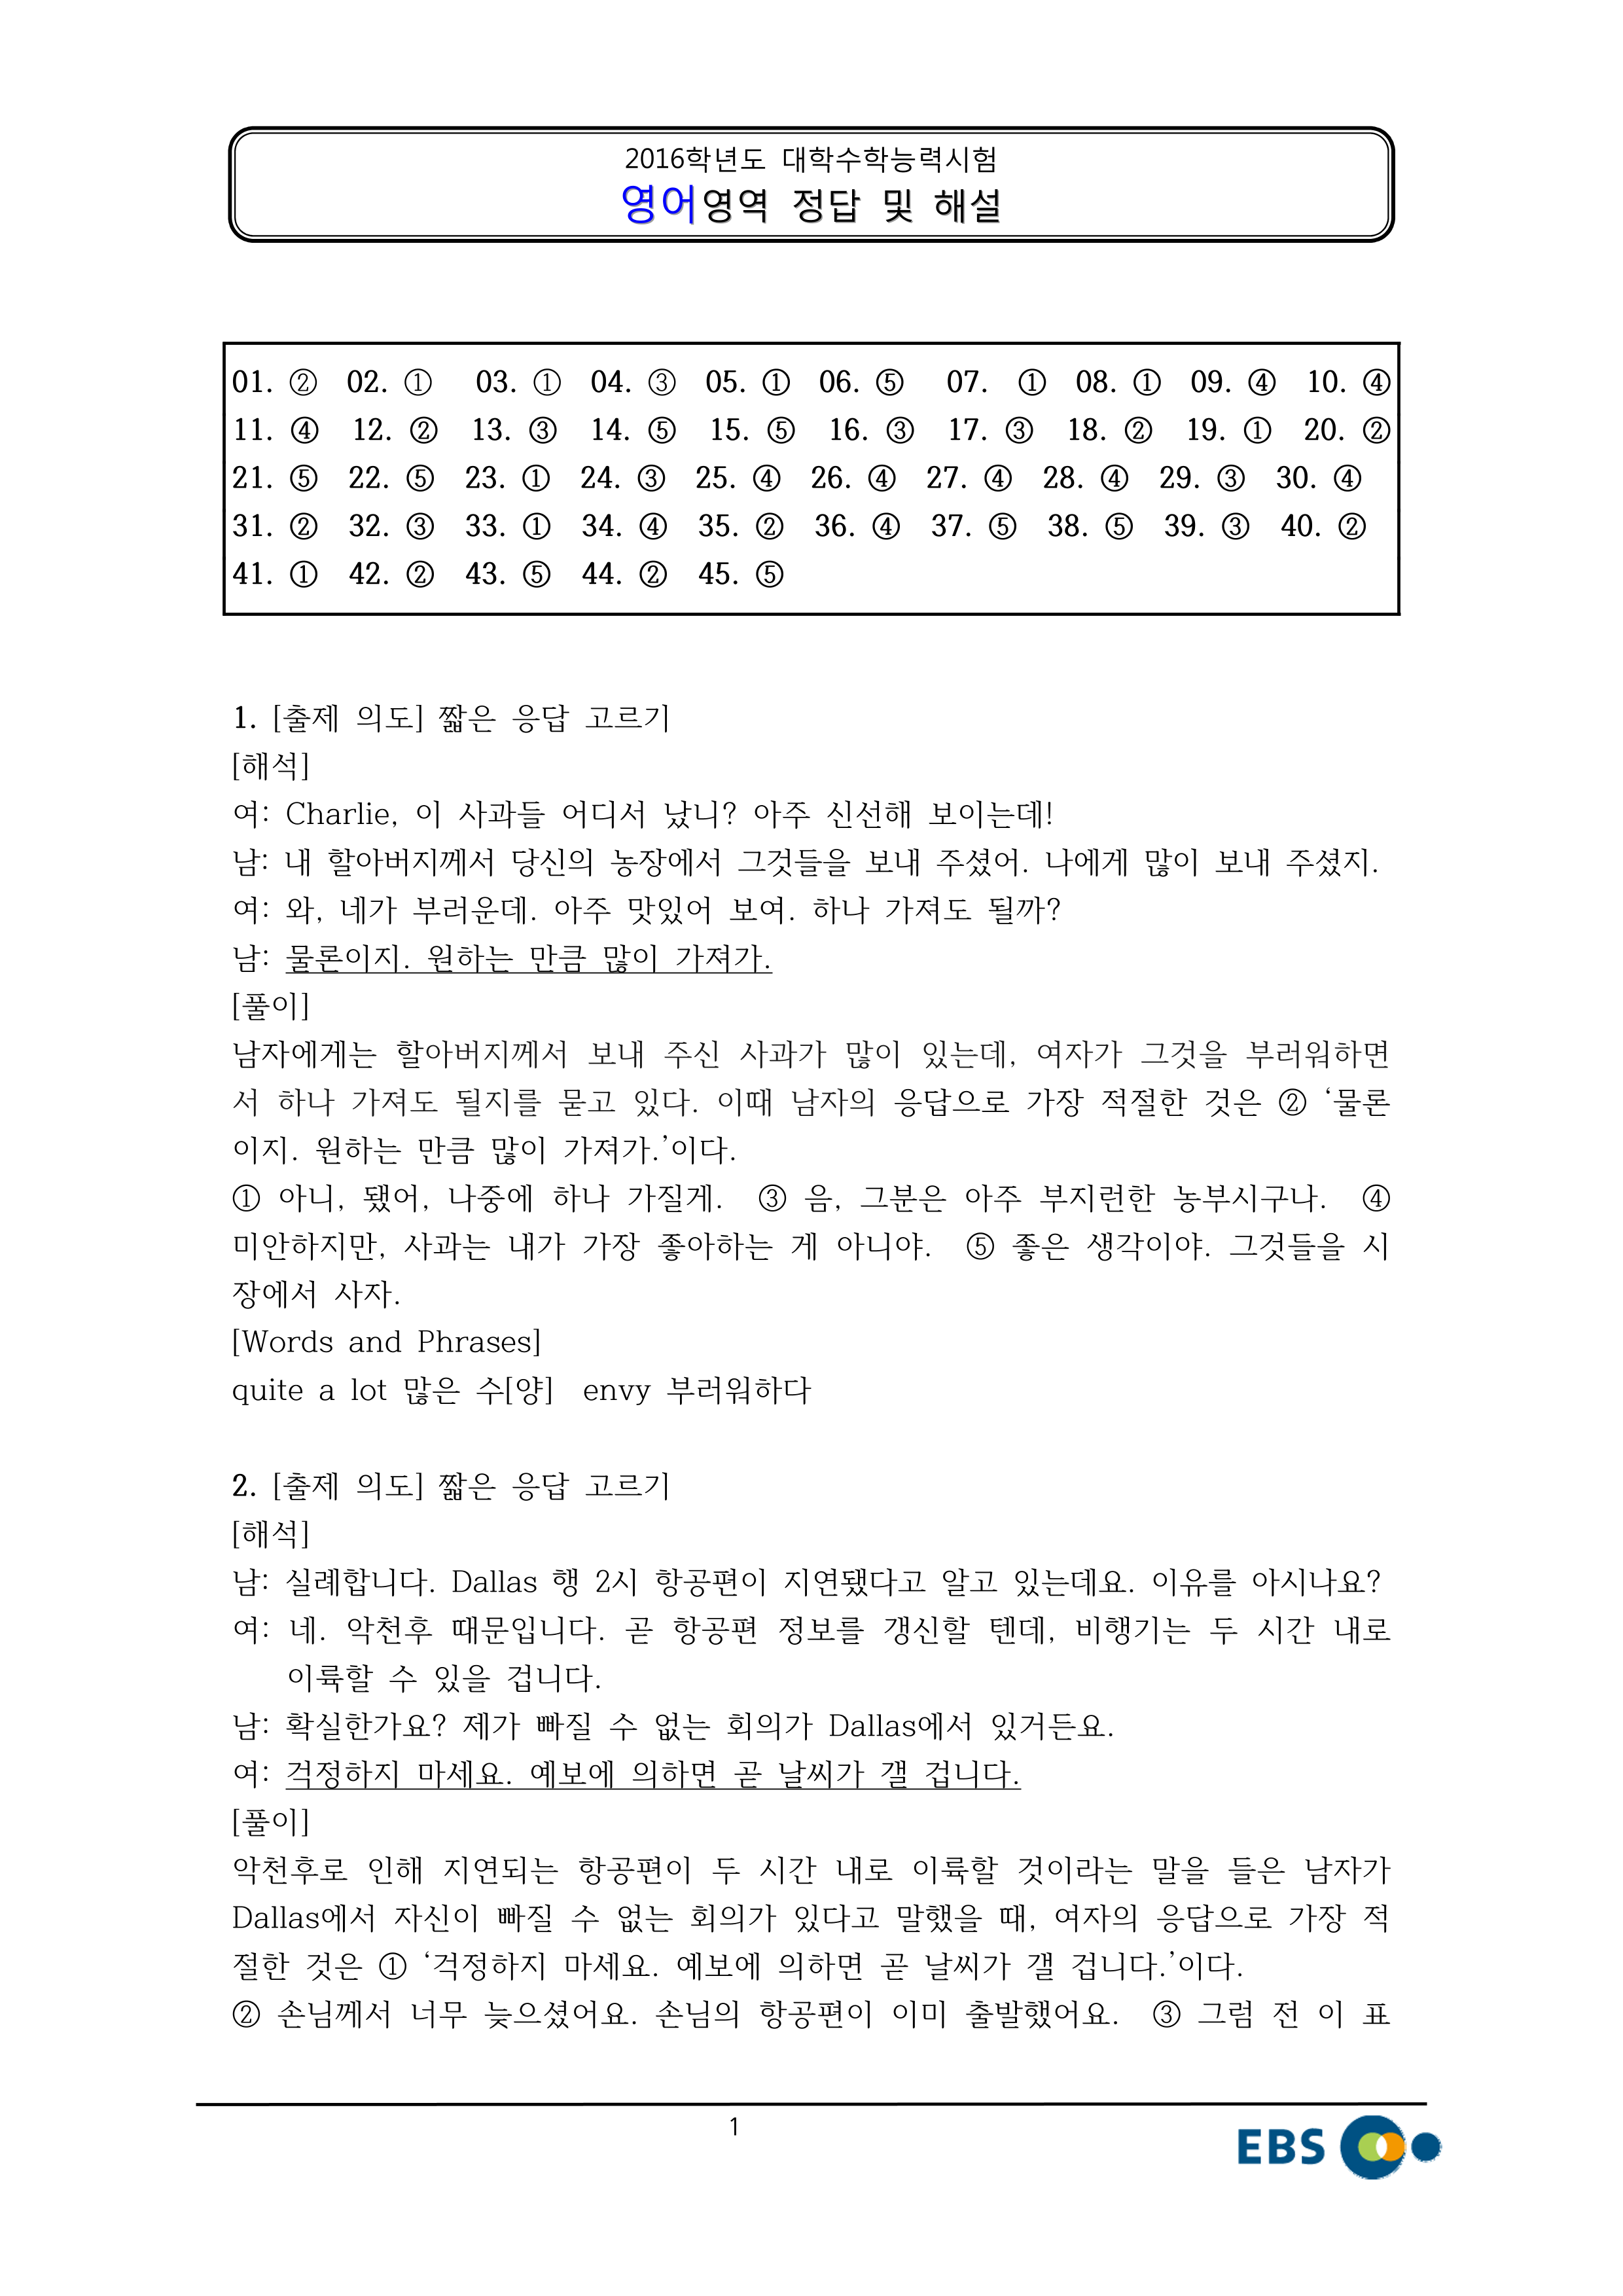 2016학년도 대학수학능력시험
영어영역 정답 및 해설
01. ② 02. ① 03. ① 04. ③ 05. ① 06. ⑤ 07. ① 08. ① 09. ④ 10. ④
11. ④ 12. ② 13. ③ 14. ⑤ 15. ⑤ 16. ③ 17. ③ 18. ② 19. ① 20. ②
21. ⑤ 22. ⑤ 23. ① 24. ③ 25. ④ 26. ④ 27. ④ 28. ④ 29. ③ 30. ④
31. ② 32. ③ 33. ① 34. ④ 35. ② 36. ④ 37. ⑤ 38. ⑤ 39. ③ 40. ②
41. ① 42. ② 43. ⑤ 44. ② 45. ⑤
1. [출제 의도] 짧은 응답 고르기
[해석]
여: Charlie, 이 사과들 어디서 났니? 아주 신선해 보이는데!
남: 내 할아버지께서 당신의 농장에서 그것들을 보내 주셨어. 나에게 많이 보내 주셨지.
여: 와, 네가 부러운데. 아주 맛있어 보여. 하나 가져도 될까?
남: 물론이지. 원하는 만큼 많이 가져가.
[풀이]
남자에게는 할아버지께서 보내 주신 사과가 많이 있는데, 여자가 그것을 부러워하면
서 하나 가져도 될지를 묻고 있다. 이때 남자의 응답으로 가장 적절한 것은 ② ‘물론
이지. 원하는 만큼 많이 가져가.’이다.
① 아니, 됐어, 나중에 하나 가질게. ③ 음, 그분은 아주 부지런한 농부시구나. ④
미안하지만, 사과는 내가 가장 좋아하는 게 아니야. ⑤ 좋은 생각이야. 그것들을 시
장에서 사자.
[Words and Phrases]
quite a lot 많은 수[양] envy 부러워하다
2. [출제 의도] 짧은 응답 고르기
[해석]
남: 실례합니다. Dallas 행 2시 항공편이 지연됐다고 알고 있는데요. 이유를 아시나요?
여: 네. 악천후 때문입니다. 곧 항공편 정보를 갱신할 텐데, 비행기는 두 시간 내로
이륙할 수 있을 겁니다.
남: 확실한가요? 제가 빠질 수 없는 회의가 Dallas에서 있거든요.
여: 걱정하지 마세요. 예보에 의하면 곧 날씨가 갤 겁니다.
[풀이]
악천후로 인해 지연되는 항공편이 두 시간 내로 이륙할 것이라는 말을 들은 남자가
Dallas에서 자신이 빠질 수 없는 회의가 있다고 말했을 때, 여자의 응답으로 가장 적
절한 것은 ① ‘걱정하지 마세요. 예보에 의하면 곧 날씨가 갤 겁니다.’이다.
② 손님께서 너무 늦으셨어요. 손님의 항공편이 이미 출발했어요. ③ 그럼 전 이 표
1
EBS